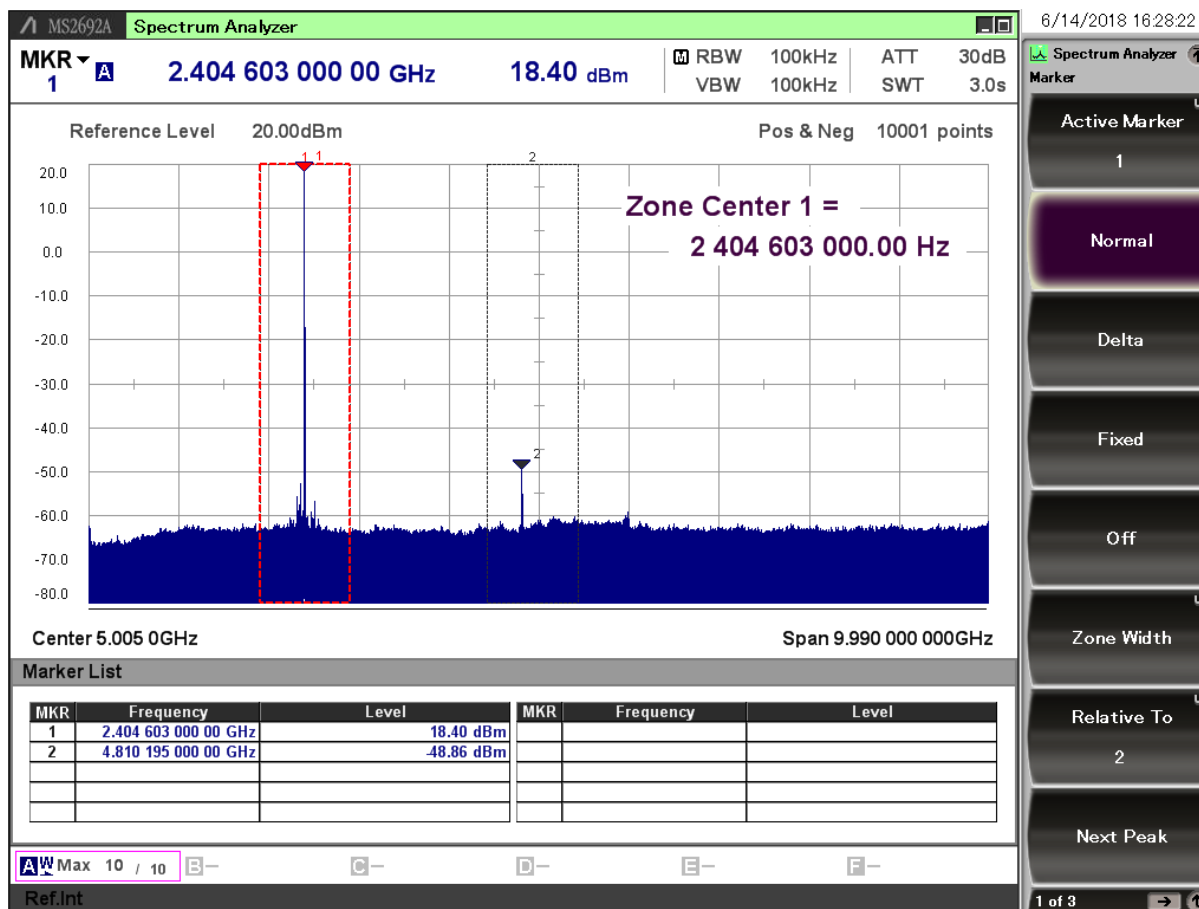 MS2692A Spectrum Analyzer
6/14/2018 16:28:22
MKR 1 A 2.404 603 000 00 GHz 18.40 dBm
M RBW 100kHz ATT 30dB
VBW 100kHz SWT 3.0s
Reference Level 20.00dBm Pos & Neg 10001 points
1 1 2
20.0
10.0
0.0
-10.0
-20.0
-30.0
-40.0
-50.0
-60.0
-70.0
-80.0
Zone Center 1 =
2 404 603 000.00 Hz
2
Center 5.005 0GHz Span 9.990 000 000GHz
Marker List
MKR Frequency Level MKR Frequency Level
1 2.404 603 000 00 GHz 18.40 dBm
2 4.810 195 000 00 GHz -48.86 dBm
A W Max 10 / 10 B- C- D- E- F-
Ref.Int
Spectrum Analyzer
Marker
Active Marker
1
Normal
Delta
Fixed
Off
Zone Width
Relative To
2
Next Peak
1 of 3